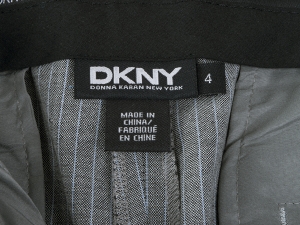 DKNY
DONNA KARAN NEW YORK
4
MADE IN
CHINA/
FABRIQUÉ
EN CHINE